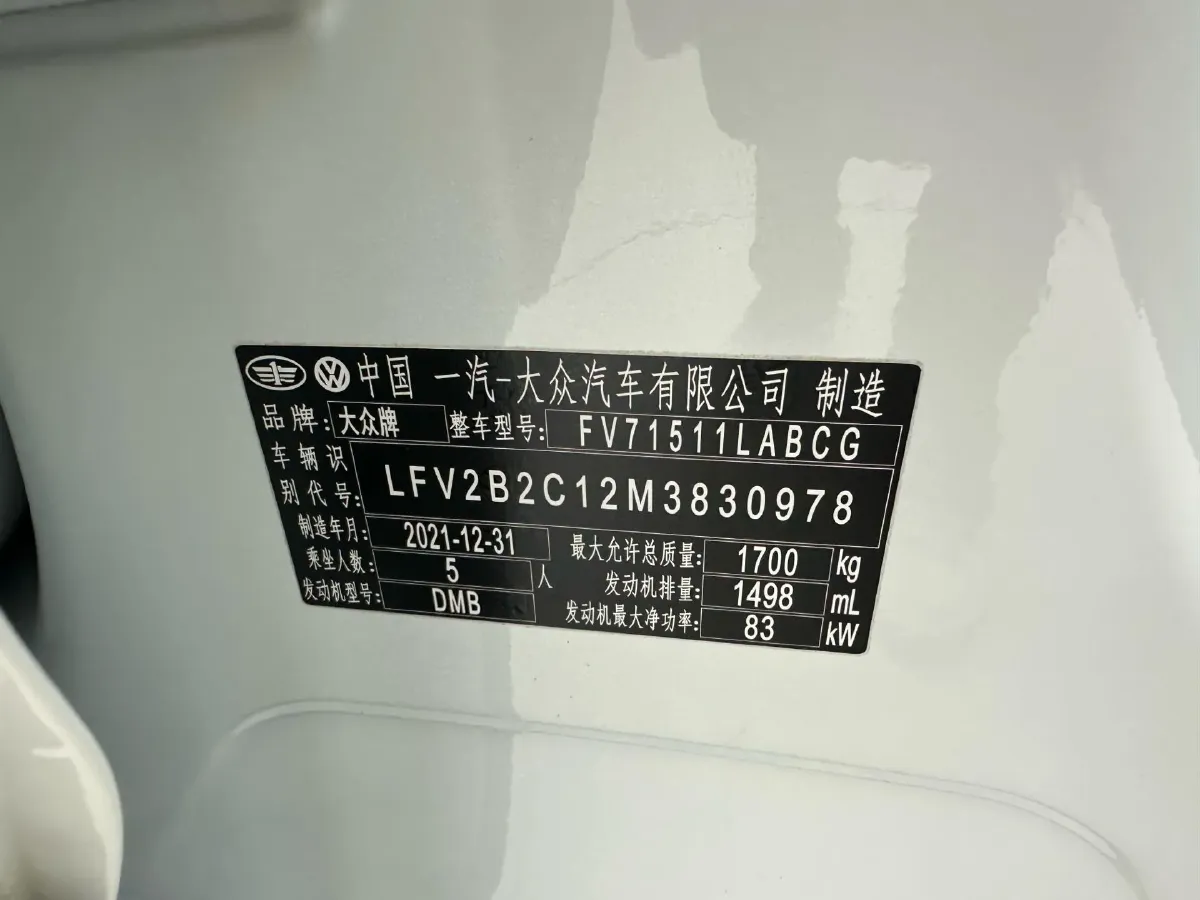 中国 一汽-大众汽车有限公司 制造
品牌: 大众牌 整车型号: FV71511LABCG
车辆识别代号: LFV2B2C12M3830978
制造年月: 2021-12-31 最大允许总质量: 1700 kg
乘坐人数: 5 人 发动机排量: 1498 mL
发动机型号: DMB 发动机最大净功率: 83 kW